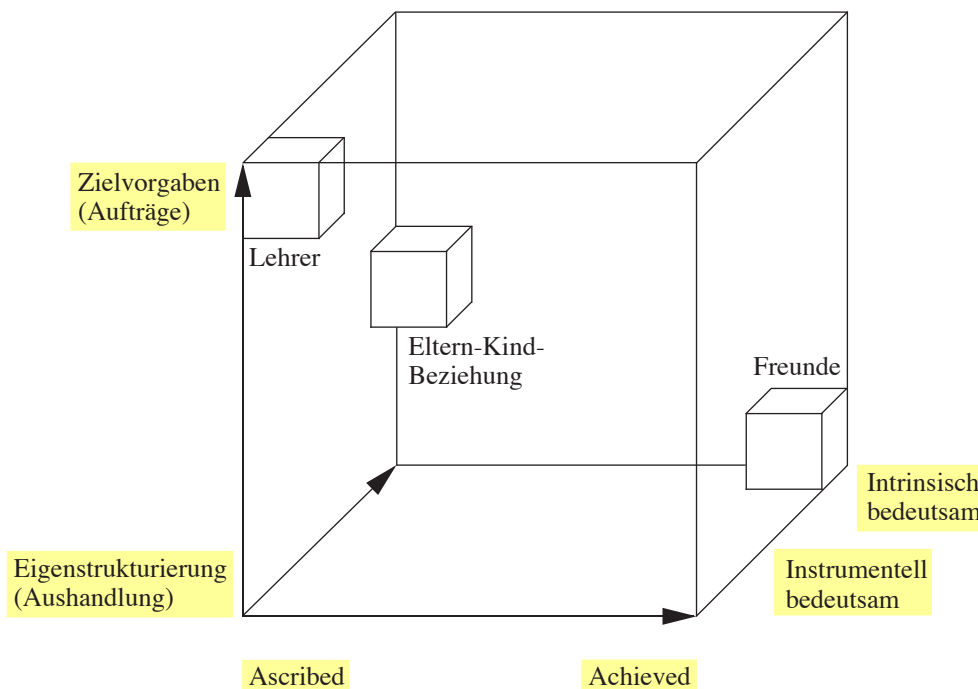 Zielvorgaben
(Aufträge)
Lehrer
Eltern-Kind-
Beziehung
Freunde
Intrinsisch
bedeutsam
Eigenstrukturierung
(Aushandlung)
Instrumentell
bedeutsam
Ascribed
Achieved